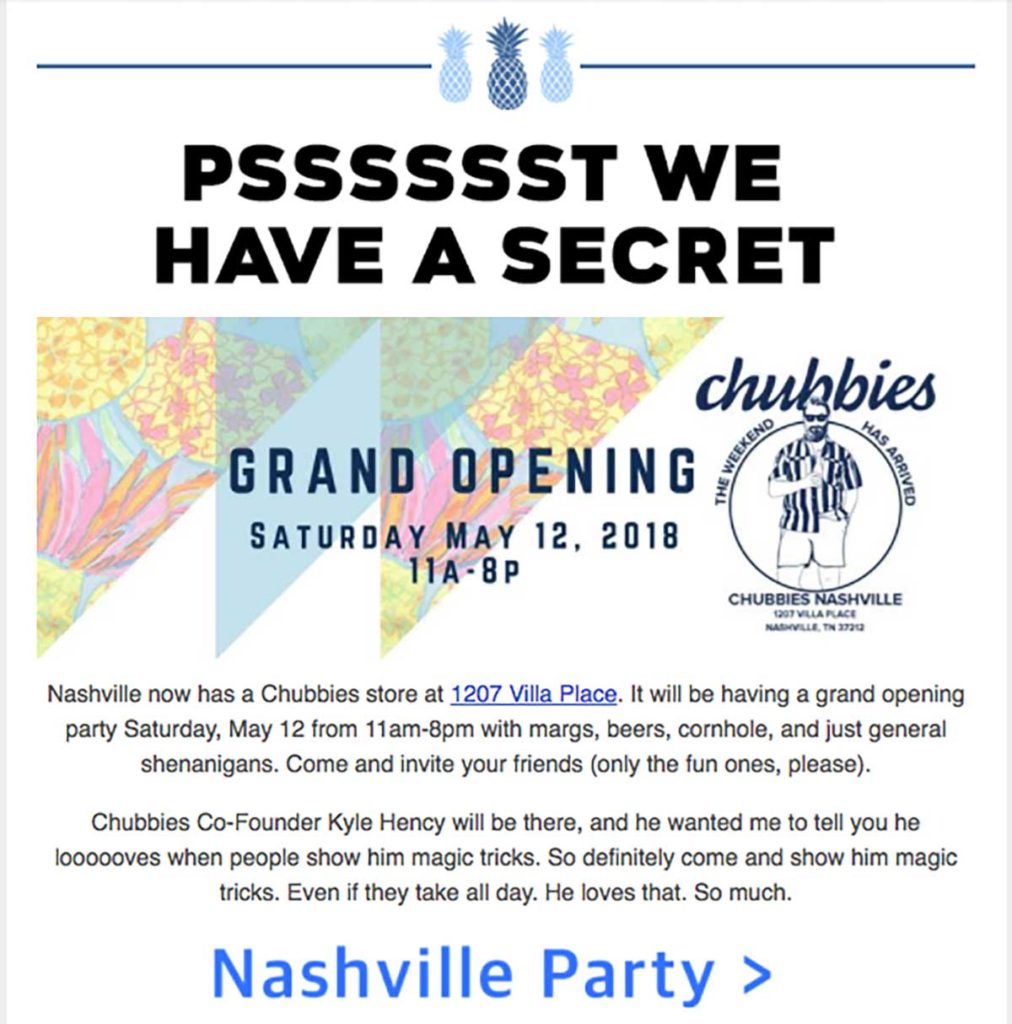 PSSSSSST WE
HAVE A SECRET
chubbies
THE WEEKEND HAS ARRIVED
GRAND OPENING
SATURDAY MAY 12, 2018
11A-8P
CHUBBIES NASHVILLE
1207 VILLA PLACE
NASHVILLE, TN 37212
Nashville now has a Chubbies store at 1207 Villa Place. It will be having a grand opening
party Saturday, May 12 from 11am-8pm with margs, beers, cornhole, and just general
shenanigans. Come and invite your friends (only the fun ones, please).
Chubbies Co-Founder Kyle Hency will be there, and he wanted me to tell you he
looooves when people show him magic tricks. So definitely come and show him magic
tricks. Even if they take all day. He loves that. So much.
Nashville Party >